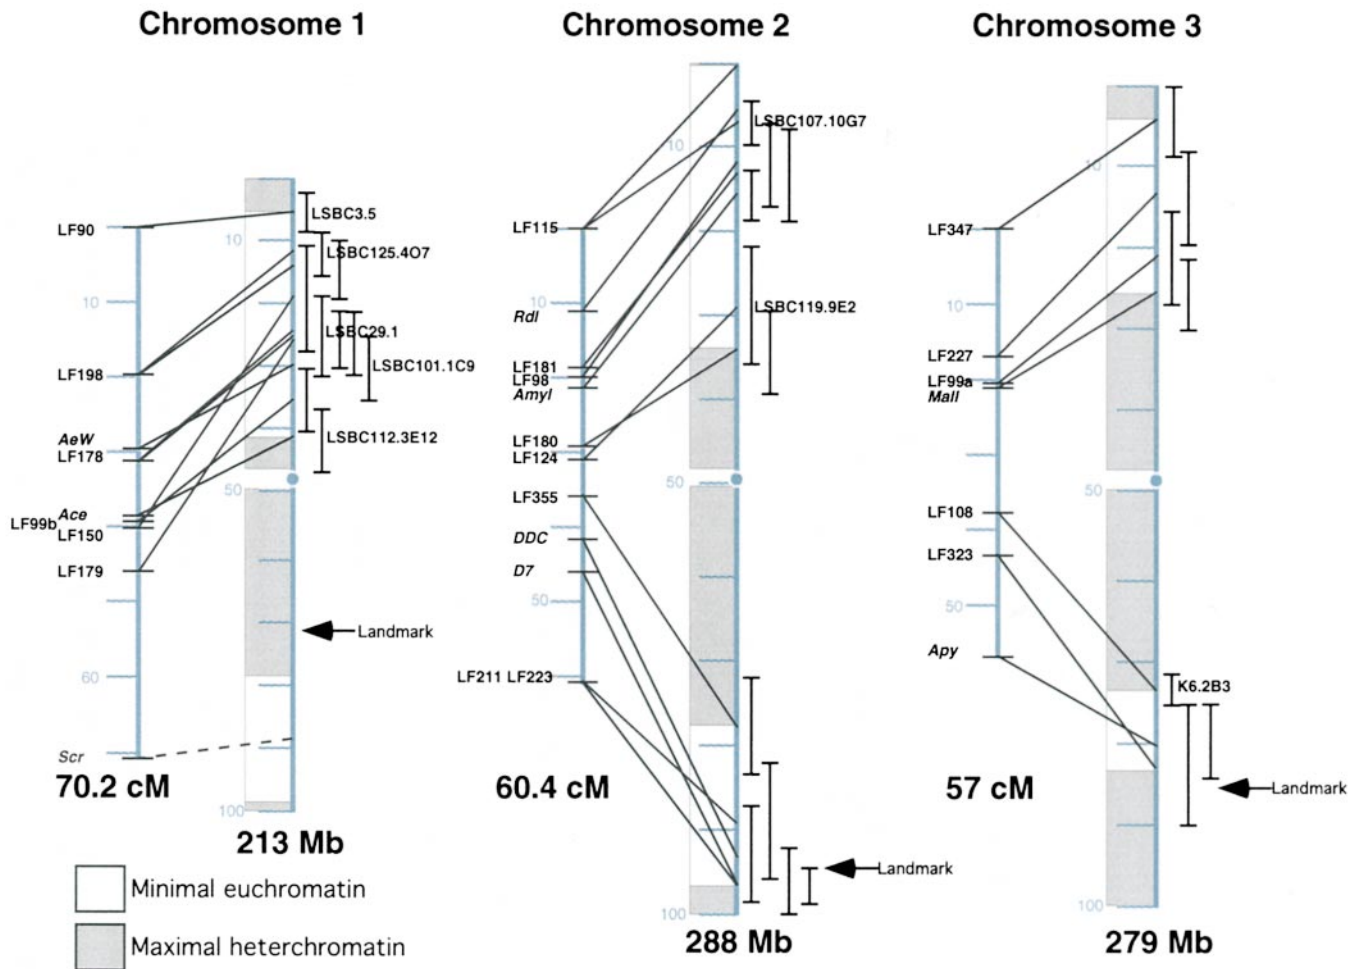 Chromosome 1
Chromosome 2
Chromosome 3
LF90
10
LF198
AeW
LF178
Ace
LF99b
LF150
LF179
60
Scr
70.2 cM
10
50
100
LSBC3.5
LSBC125.4O7
LSBC29.1
LSBC101.1C9
LSBC112.3E12
Landmark
213 Mb
LF115
10
Rdl
LF181
LF98
AmyI
LF180
LF124
LF355
DDC
D7
50
LF211 LF223
60.4 cM
10
50
100
LSBC107.10G7
LSBC119.9E2
Landmark
288 Mb
LF347
10
LF227
LF99a
MalI
LF108
LF323
50
Apy
57 cM
10
50
100
K6.2B3
Landmark
279 Mb
Minimal euchromatin
Maximal heterchromatin